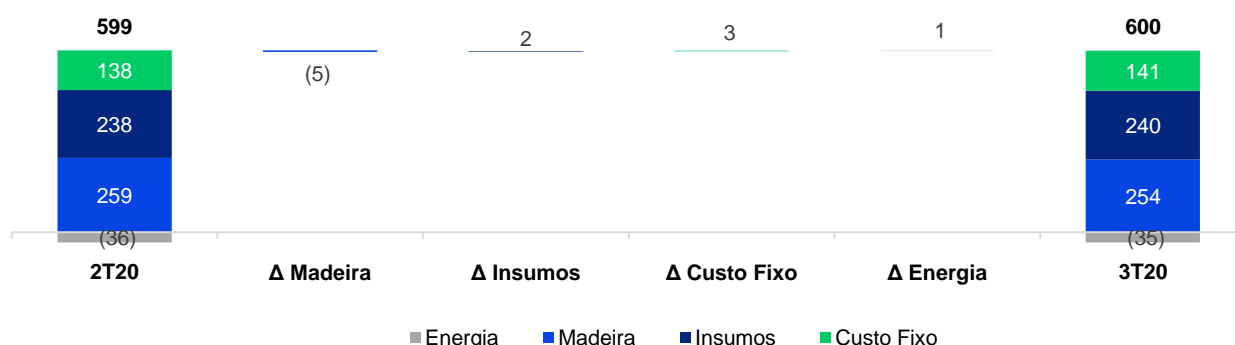 599 2 3 1 600
138 (5) 141
238 240
259 254
(36) (35)
2T20 Δ Madeira Δ Insumos Δ Custo Fixo Δ Energia 3T20
Energia Madeira Insumos Custo Fixo